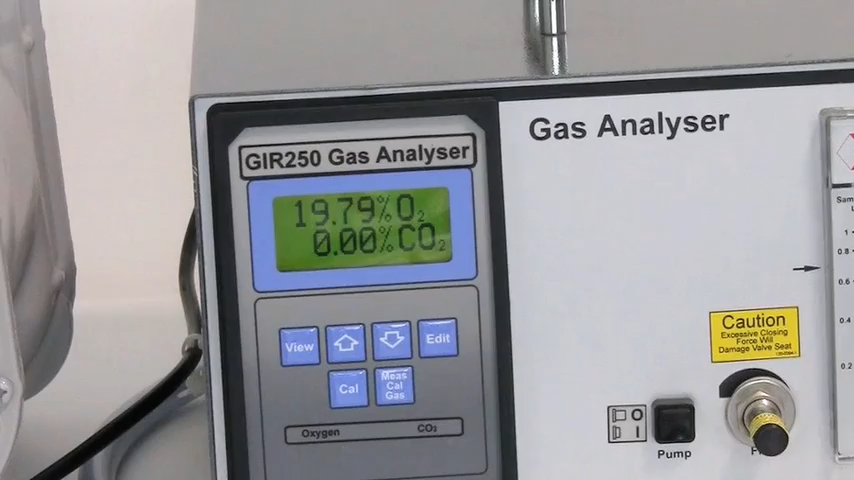 Gas Analyser
GIR250 Gas Analyser
19.79%O₂
0.00%CO₂
View
Edit
Cal
Meas
Cal
Gas
Oxygen CO₂
Caution
Excessive Closing
Force Will
Damage Valve Seat
O
I
Pump
1
0.8
0.6
0.4
0.2